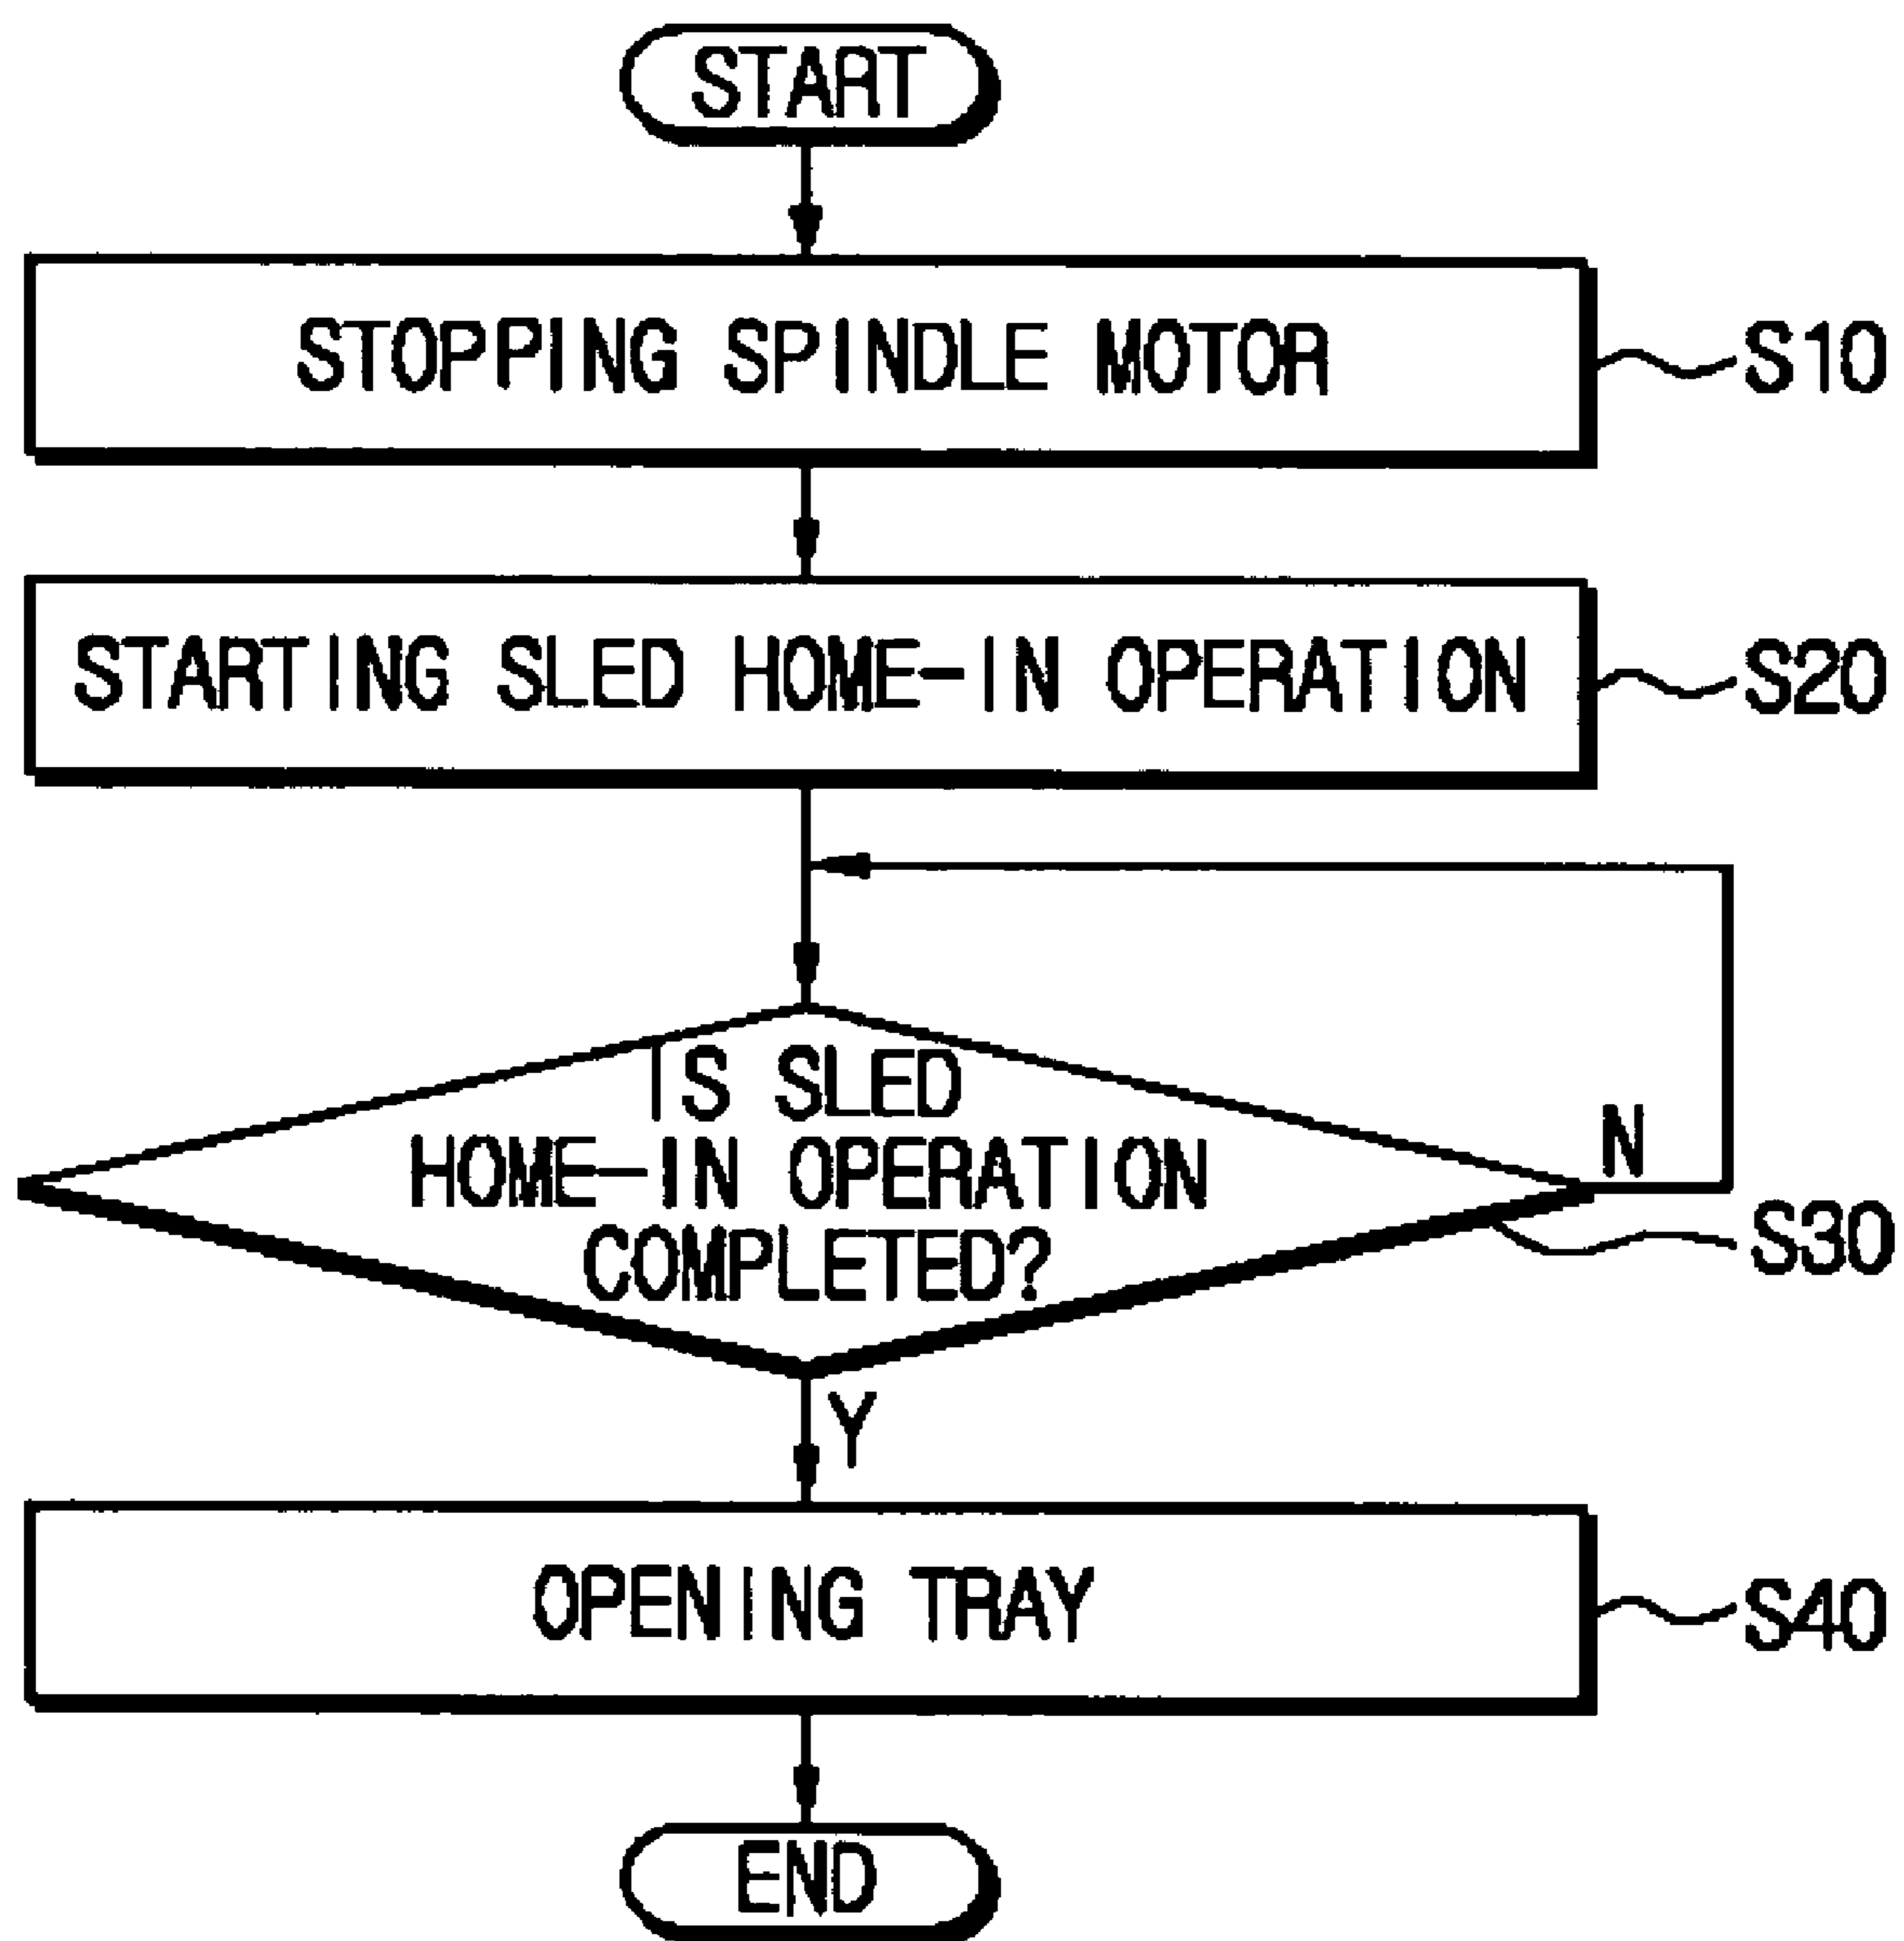 START
STOPPING SPINDLE MOTOR
S10
STARTING SLED HOME-IN OPERATION
S20
IS SLED
HOME-IN OPERATION
COMPLETED?
N
S30
Y
OPENING TRAY
S40
END